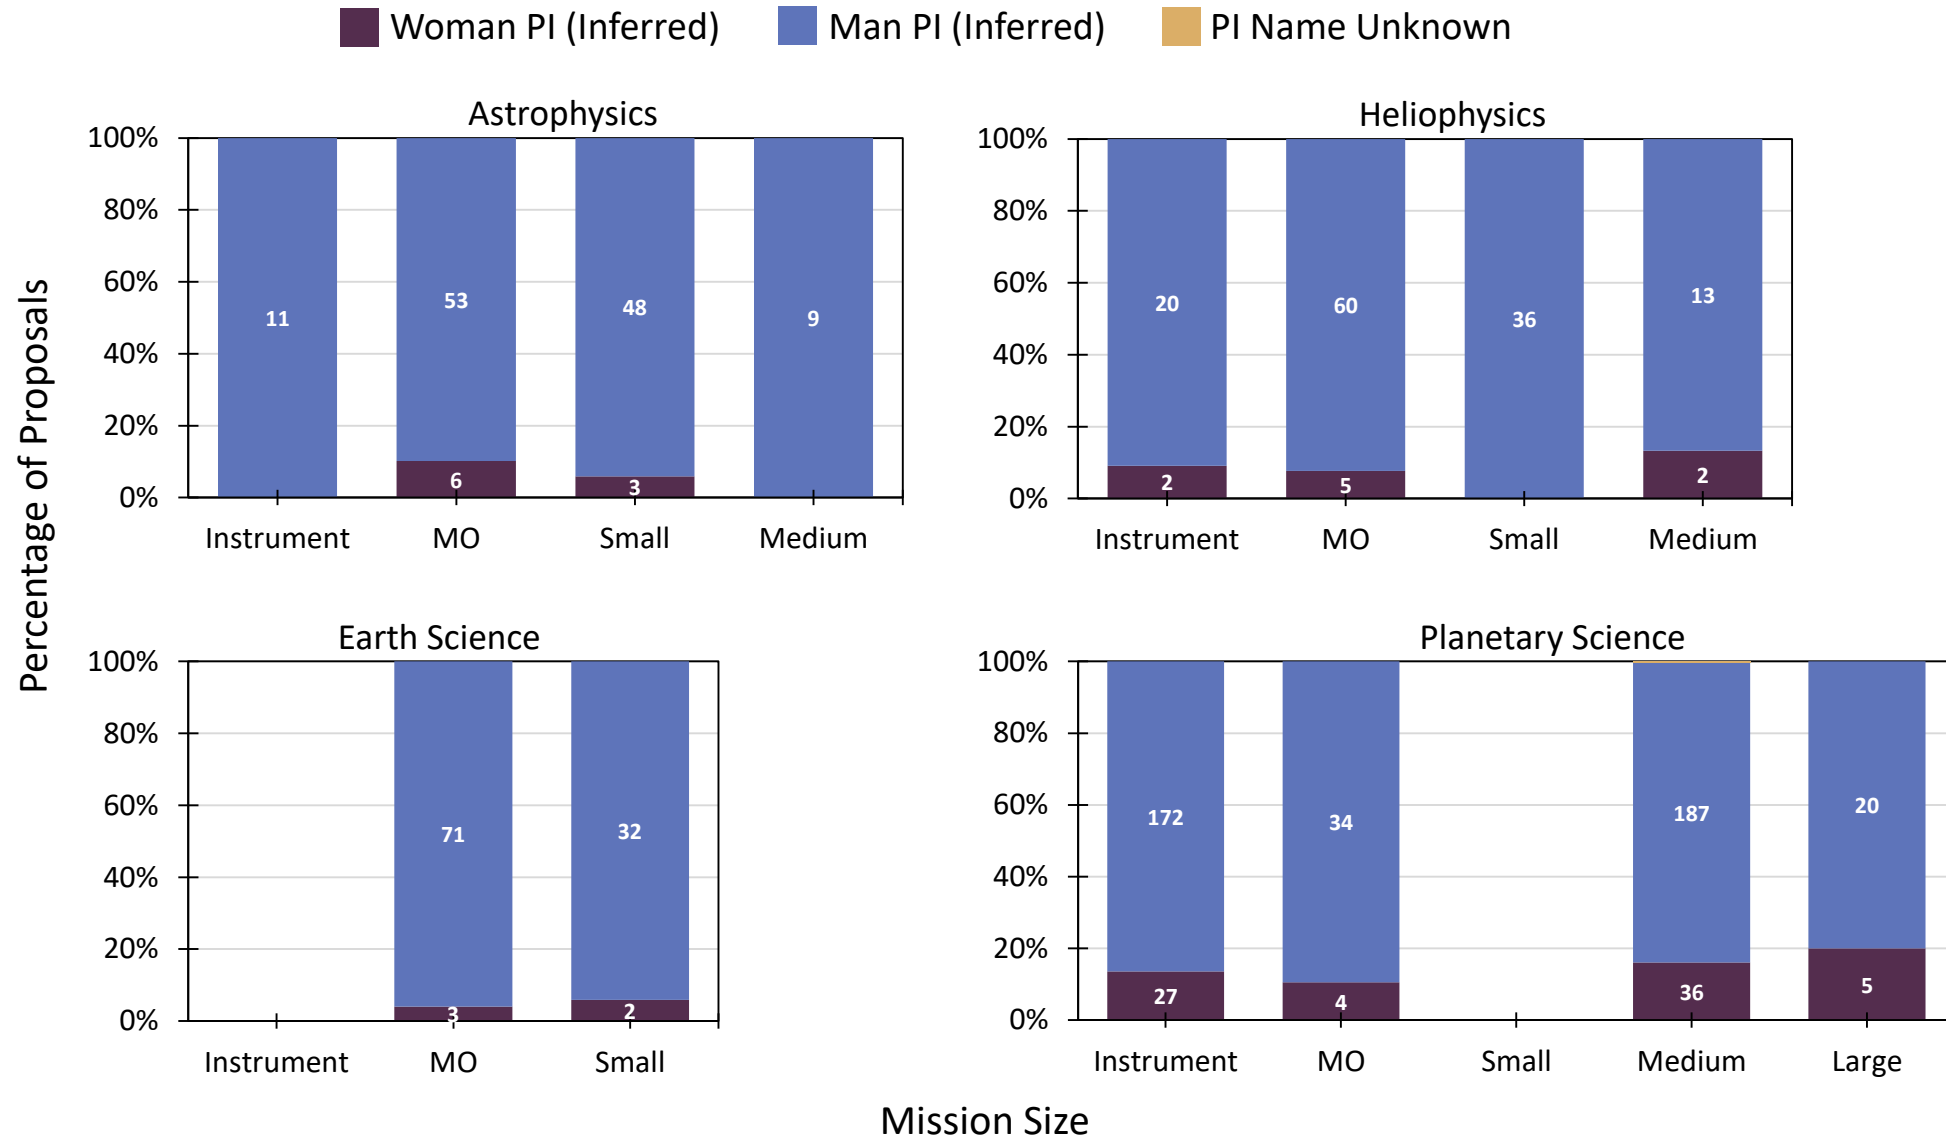 Woman PI (Inferred) Man PI (Inferred) PI Name Unknown
Percentage of Proposals
Astrophysics
100%
80%
60%
40%
20%
0%
11 53 48 9
6 3
Instrument MO Small Medium
Heliophysics
100%
80%
60%
40%
20%
0%
20 60 36 13
2 5 2
Instrument MO Small Medium
Earth Science
100%
80%
60%
40%
20%
0%
71 32
3 2
Instrument MO Small
Planetary Science
100%
80%
60%
40%
20%
0%
172 34 187 20
27 4 36 5
Instrument MO Small Medium Large
Mission Size